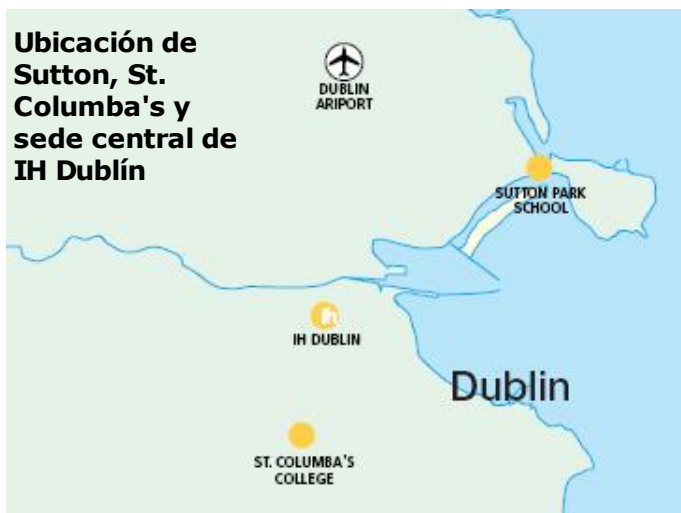 Ubicación de
Sutton, St.
Columba's y
sede central de
IH Dublín
DUBLIN
ARIPORT
SUTTON PARK
SCHOOL
IH DUBLIN
Dublin
ST. COLUMBA'S
COLLEGE